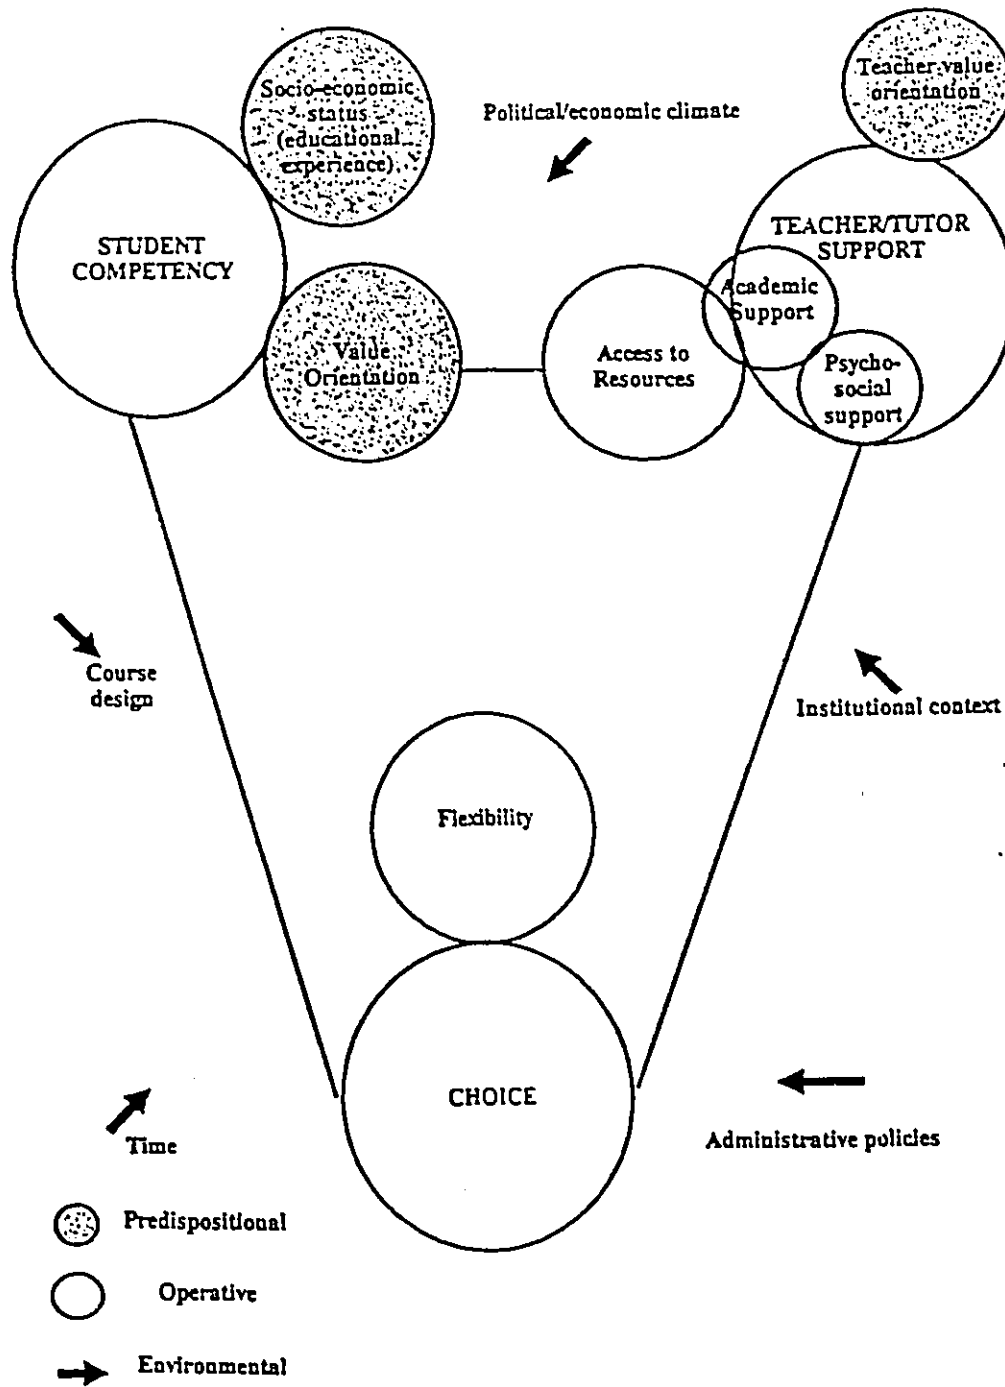 Socio-economic
status
(educational
experience)
Political/economic climate
Teacher value
orientation
STUDENT
COMPETENCY
TEACHER/TUTOR
SUPPORT
Academic
Support
Value
Orientation
Access to
Resources
Psycho-
social
support
Course
design
Institutional context
Flexibility
CHOICE
Time
Administrative policies
Predispositional
Operative
Environmental